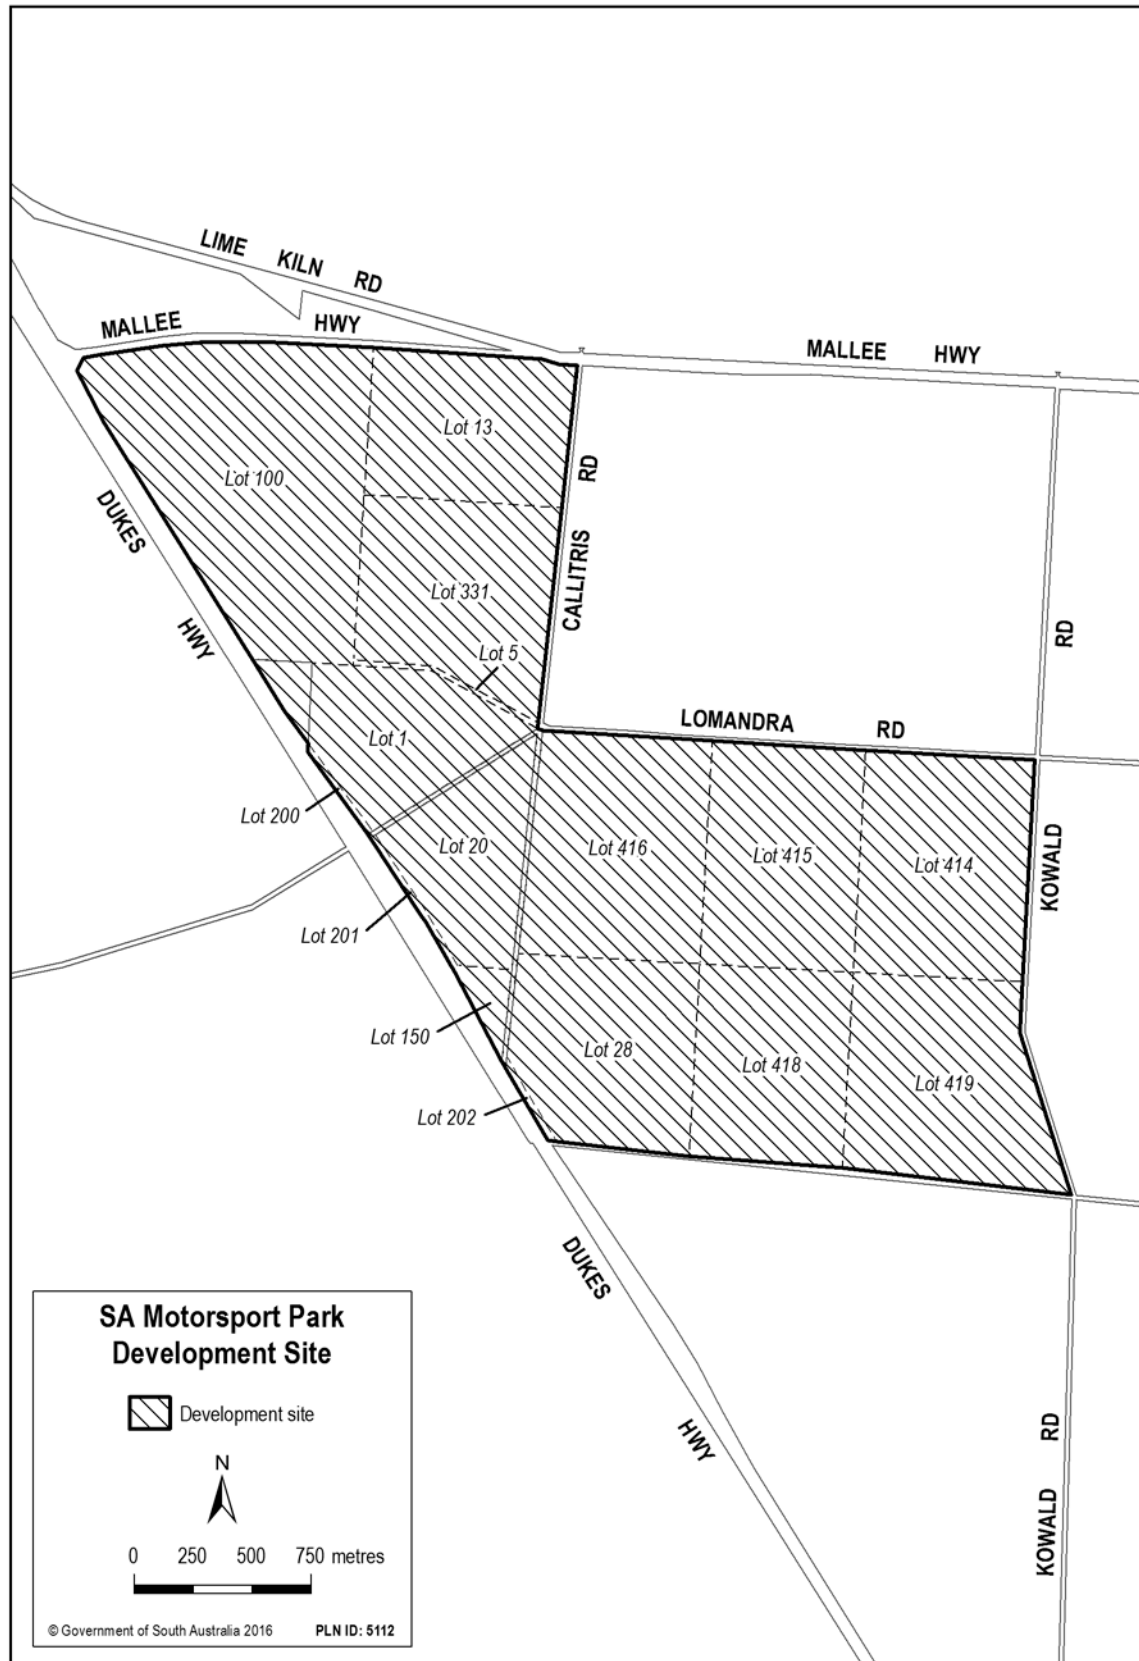 LIME KILN RD
MALLEE HWY
MALLEE HWY
Lot 13
Lot 100
RD
CALLITRIS
DUKES
HWY
Lot 331
Lot 5
RD
LOMANDRA RD
Lot 1
Lot 200
Lot 20
Lot 416
Lot 415
Lot 414
KOWALD
Lot 201
Lot 150
Lot 28
Lot 418
Lot 419
Lot 202
DUKES
HWY
RD
KOWALD
SA Motorsport Park
Development Site
Development site
N
0 250 500 750 metres
© Government of South Australia 2016 PLN ID: 5112